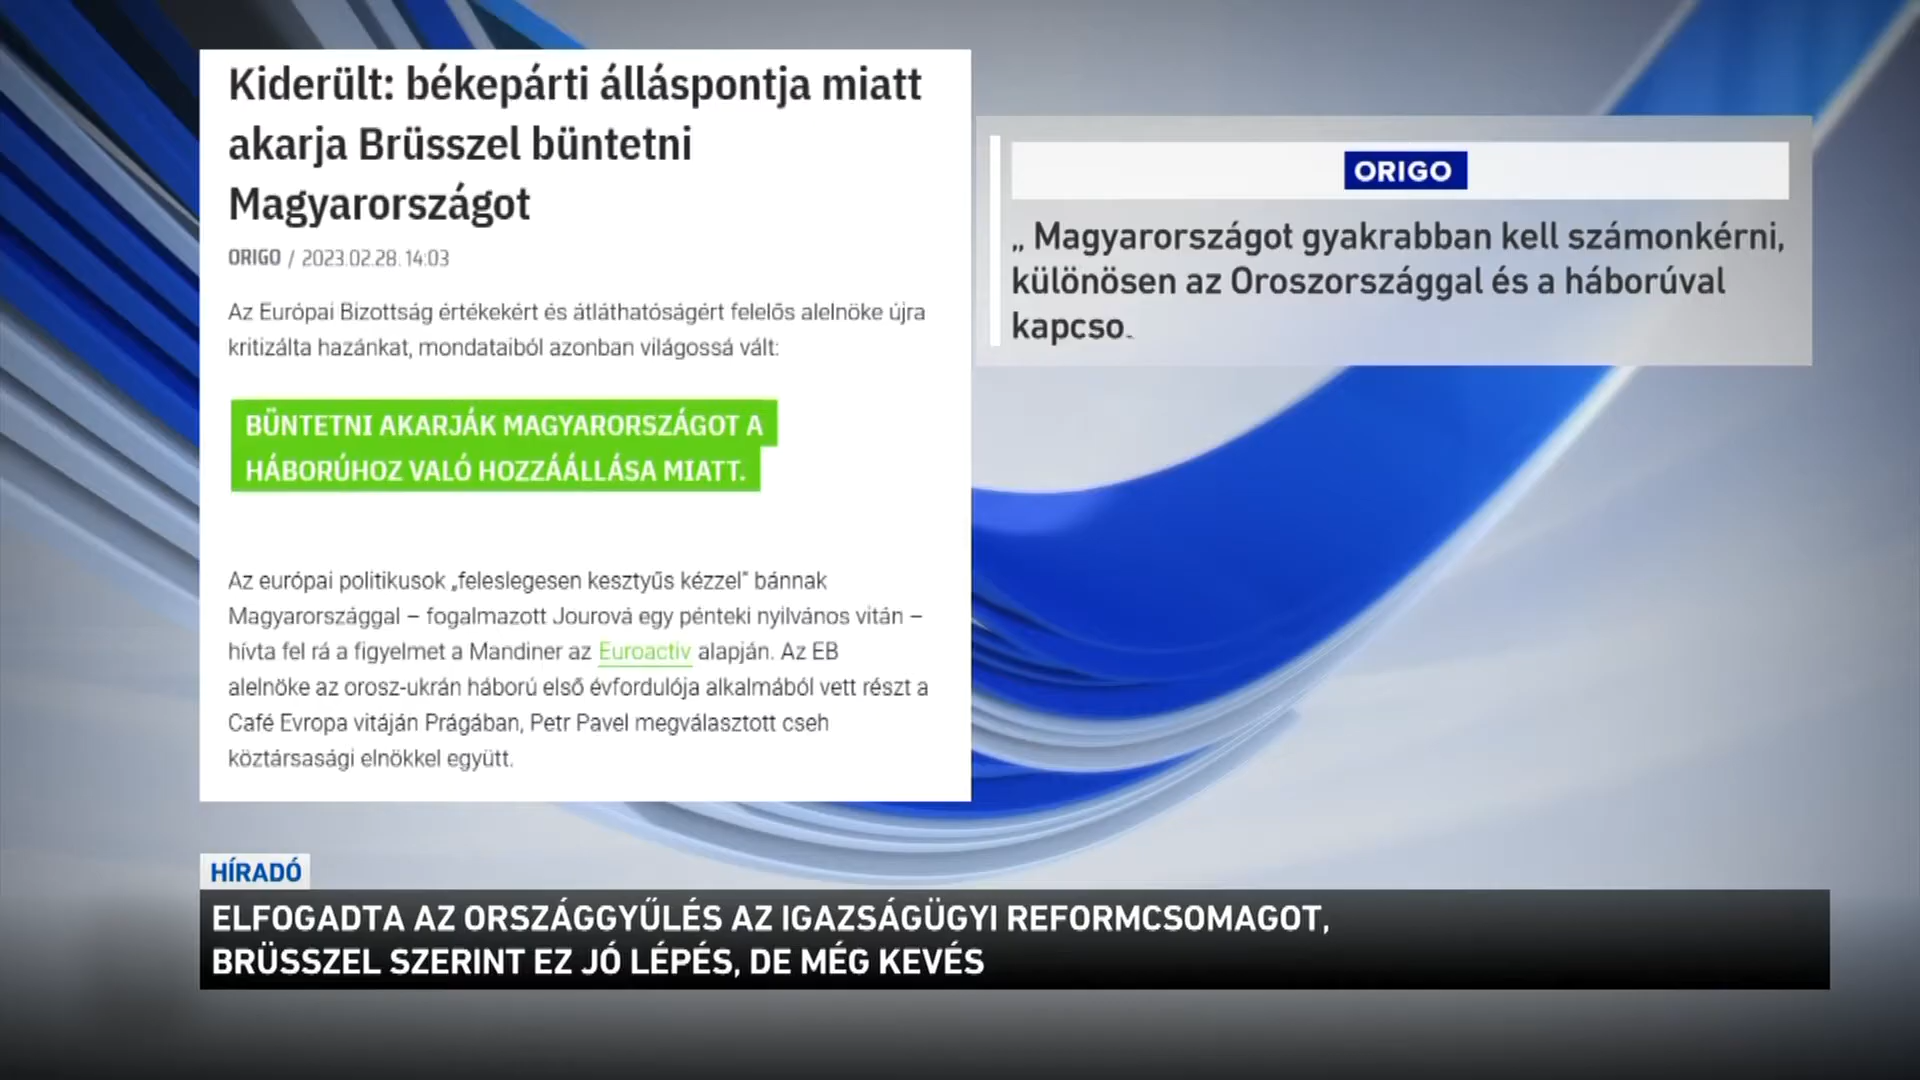 Kiderült: békepárti álláspontja miatt
akarja Brüsszel büntetni
Magyarországot
ORIGO / 2023.02.28. 14:03
Az Európai Bizottság értékekért és átláthatóságért felelős alelnöke újra
kritizálta hazánkat, mondataiból azonban világossá vált:
BÜNTETNI AKARJÁK MAGYARORSZÁGOT A
HÁBORÚHOZ VALÓ HOZZÁÁLLÁSA MIATT.
Az európai politikusok „feleslegesen kesztyűs kézzel” bánnak
Magyarországgal – fogalmazott Jourová egy pénteki nyilvános vitán –
hívta fel rá a figyelmet a Mandiner az Euroactiv alapján. Az EB
alelnöke az orosz-ukrán háború első évfordulója alkalmából vett részt a
Café Evropa vitáján Prágában, Petr Pavel megválasztott cseh
köztársasági elnökkel együtt.
ORIGO
„ Magyarországot gyakrabban kell számonkérni,
különösen az Oroszországgal és a háborúval
kapcso.
HÍRADÓ
ELFOGADTA AZ ORSZÁGGYŰLÉS AZ IGAZSÁGÜGYI REFORMCSOMAGOT,
BRÜSSZEL SZERINT EZ JÓ LÉPÉS, DE MÉG KEVÉS